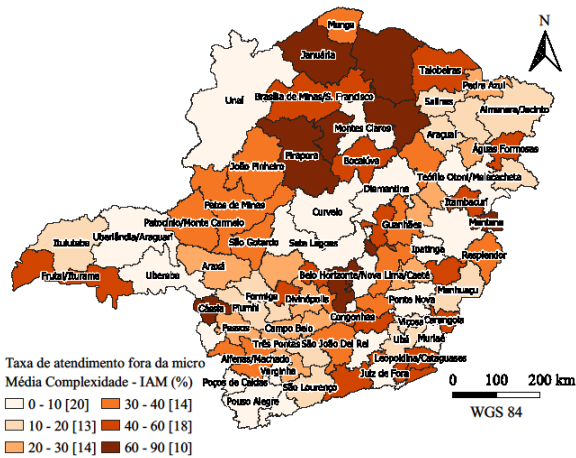 N
Mungu
Januária
Taiobeiras
Pedra Azul
Unaí
Brasília de Minas/S. Francisco
Salinas
Almenara/Jacinto
Montes Claros
Araçuaí
Águas Formosas
João Pinheiro
Pirapora
Bocaiúva
Teófilo Otoni/Malacacheta
Diamantina
Itambacuri
Patos de Minas
Curvelo
Guanhães
Mantena
Patrocínio/Monte Carmelo
Uberlândia/Araguari
Ituiutaba
São Gotardo
Sete Lagoas
Ipatinga
Resplendor
Frutal/Iturama
Uberaba
Araxá
Belo Horizonte/Nova Lima/Caeté
Manhuaçu
Formiga
Divinópolis
Ponte Nova
Cássia
Piumhi
Congonhas
Viçosa
Carangola
Passos
Campo Belo
Ubá
Muriaé
Três Pontas
São João Del Rei
Alfenas/Machado
Leopoldina/Cataguases
Varginha
Juiz de Fora
Poços de Caldas
São Lourenço
Pouso Alegre
Taxa de atendimento fora da micro
Média Complexidade - IAM (%)
0 - 10 [20]
30 - 40 [14]
10 - 20 [13]
40 - 60 [18]
20 - 30 [14]
60 - 90 [10]
0 100 200 km
WGS 84